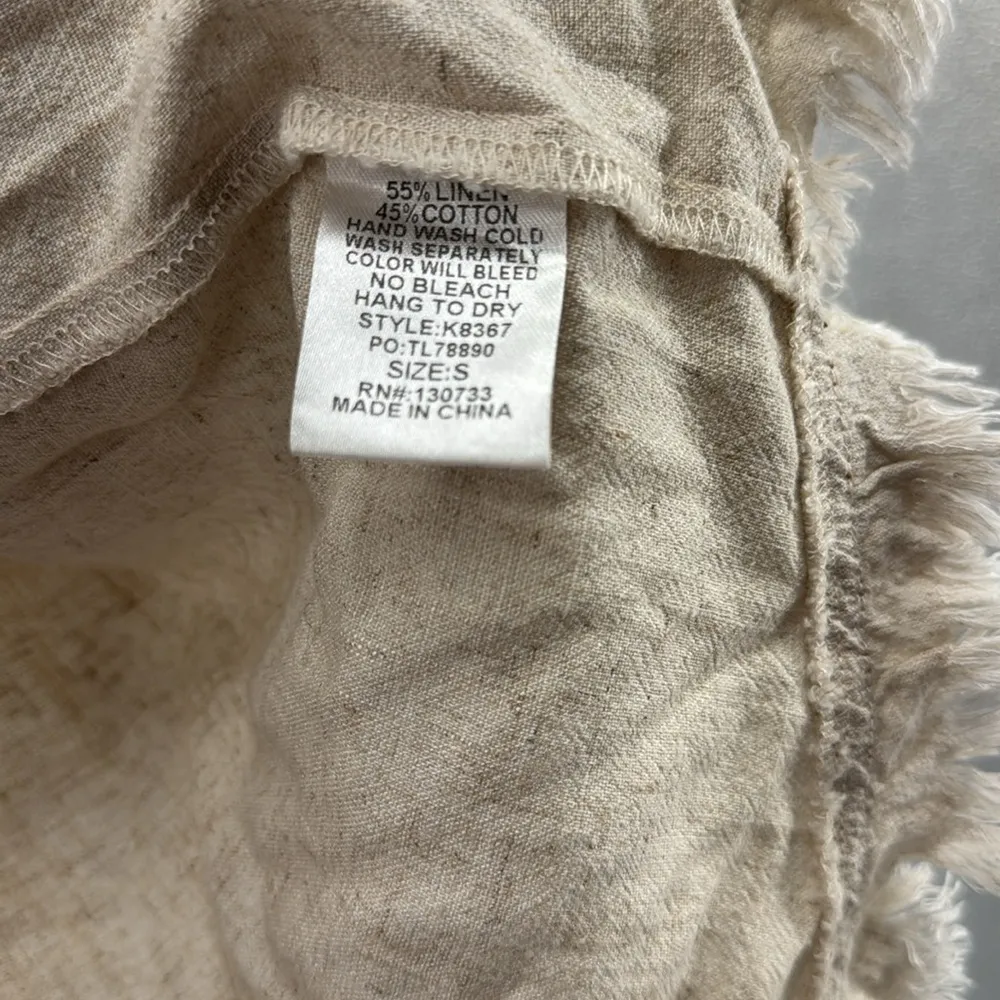 55% LINEN
45% COTTON
HAND WASH COLD
WASH SEPARATELY
COLOR WILL BLEED
NO BLEACH
HANG TO DRY
STYLE:K8367
PO:TL78890
SIZE:S
RN#:130733
MADE IN CHINA